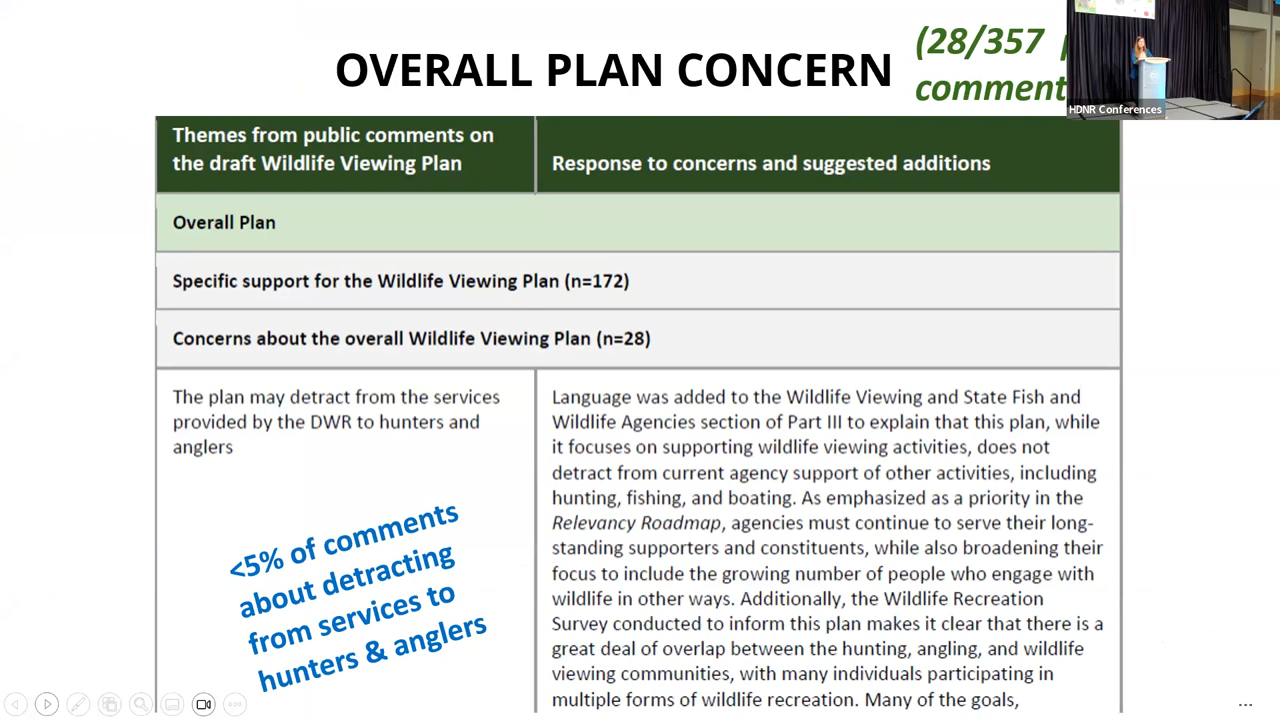 OVERALL PLAN CONCERN
(28/357
comment
HDNR Conferences
Themes from public comments on
the draft Wildlife Viewing Plan
Response to concerns and suggested additions
Overall Plan
Specific support for the Wildlife Viewing Plan (n=172)
Concerns about the overall Wildlife Viewing Plan (n=28)
The plan may detract from the services
provided by the DWR to hunters and
anglers
<5% of comments
about detracting
from services to
hunters & anglers
Language was added to the Wildlife Viewing and State Fish and
Wildlife Agencies section of Part III to explain that this plan, while
it focuses on supporting wildlife viewing activities, does not
detract from current agency support of other activities, including
hunting, fishing, and boating. As emphasized as a priority in the
Relevancy Roadmap, agencies must continue to serve their long-
standing supporters and constituents, while also broadening their
focus to include the growing number of people who engage with
wildlife in other ways. Additionally, the Wildlife Recreation
Survey conducted to inform this plan makes it clear that there is a
great deal of overlap between the hunting, angling, and wildlife
viewing communities, with many individuals participating in
multiple forms of wildlife recreation. Many of the goals,